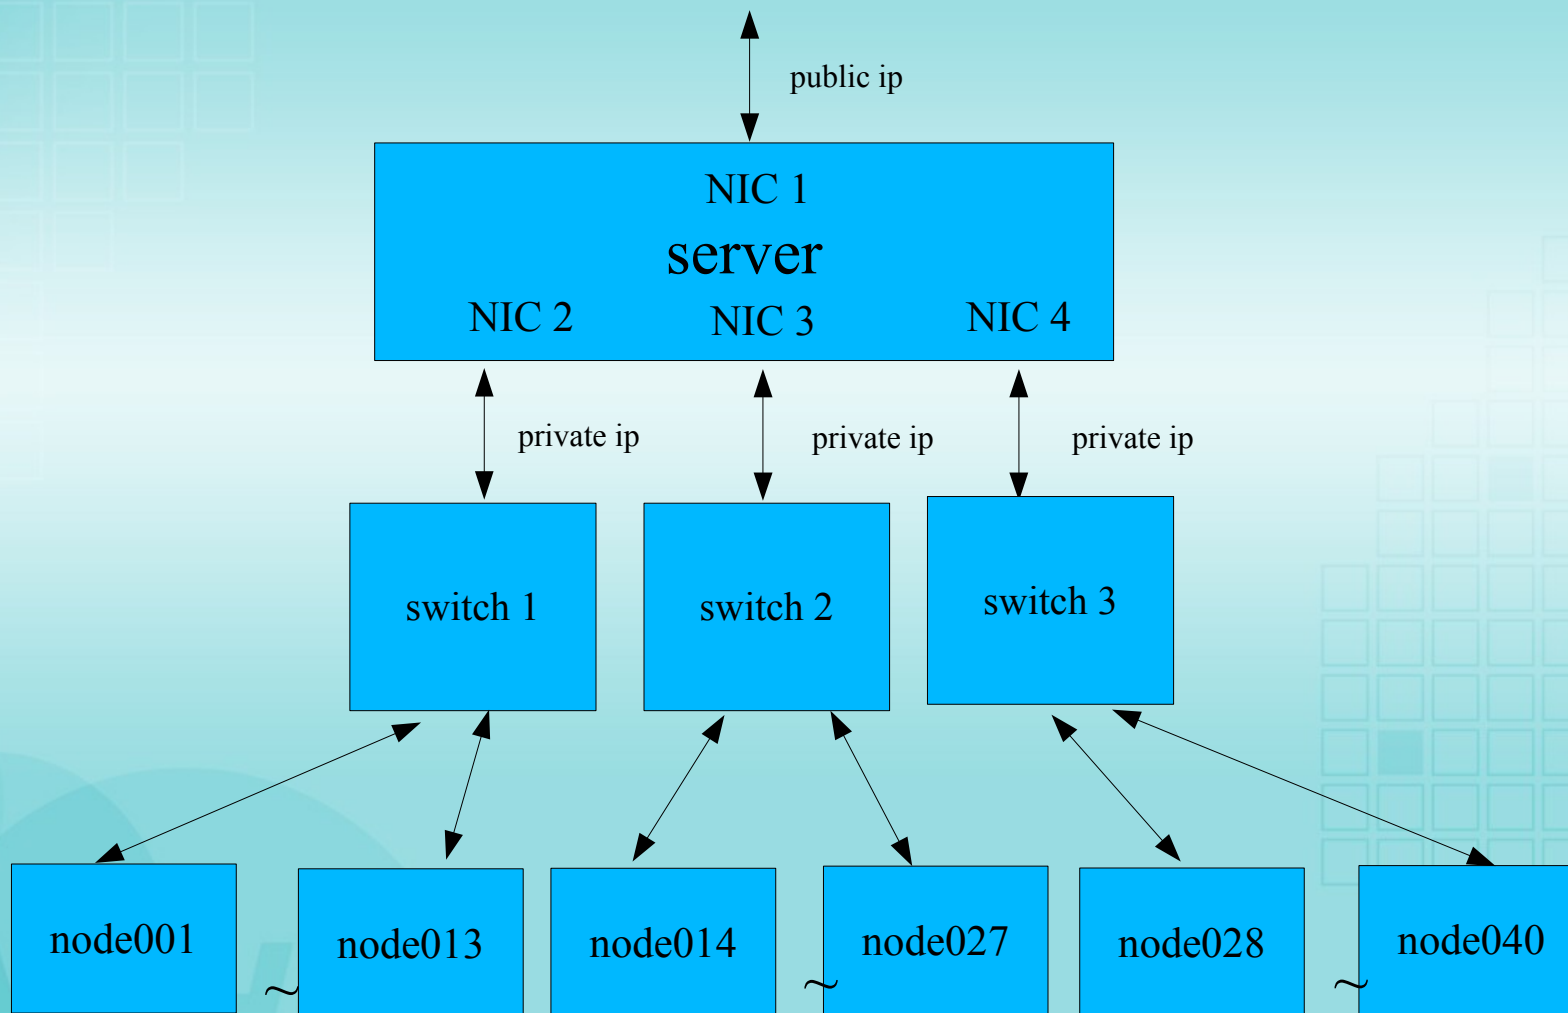 public ip
NIC 1
server
NIC 2
NIC 3
NIC 4
private ip
private ip
private ip
switch 1
switch 2
switch 3
node001
~
node013
node014
~
node027
node028
~
node040